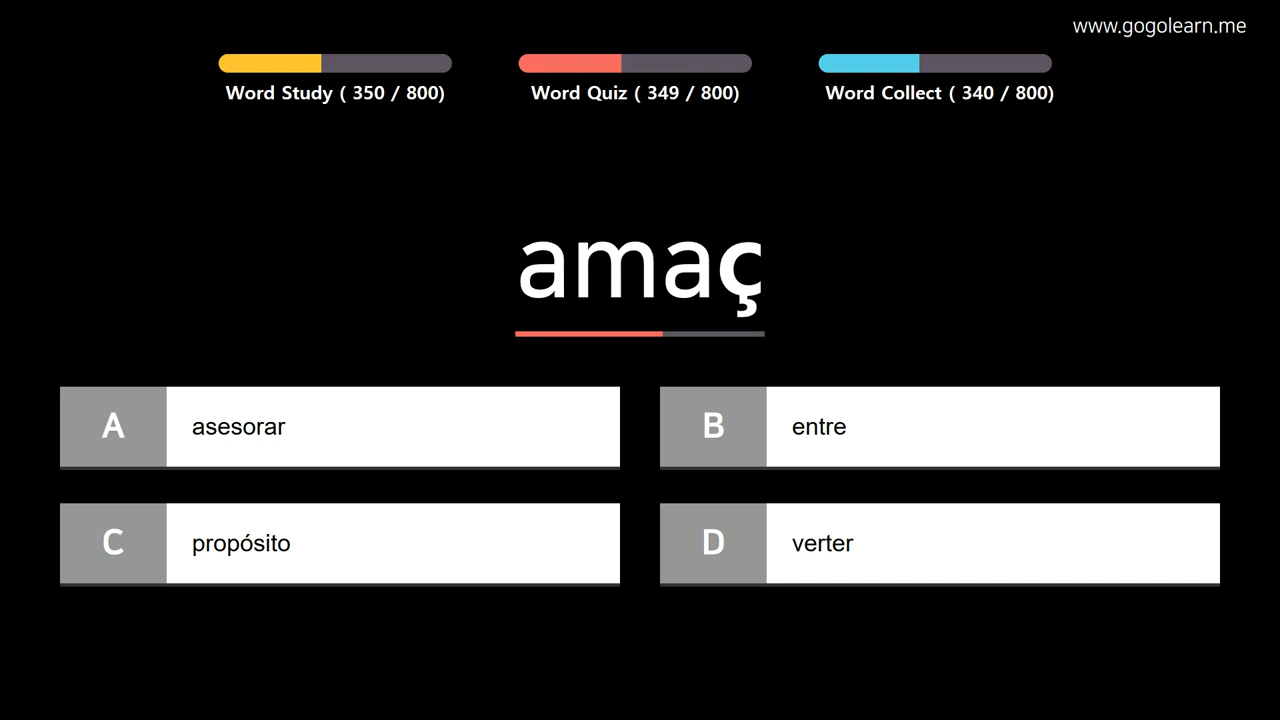 www.gogolearn.me
Word Study ( 350 / 800)
Word Quiz ( 349 / 800)
Word Collect ( 340 / 800)
amaç
A asesorar
B entre
C propósito
D verter